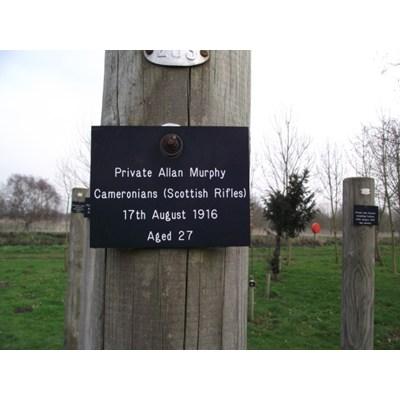 Private Allan Murphy
Cameronians (Scottish Rifles)
17th August 1916
Aged 27